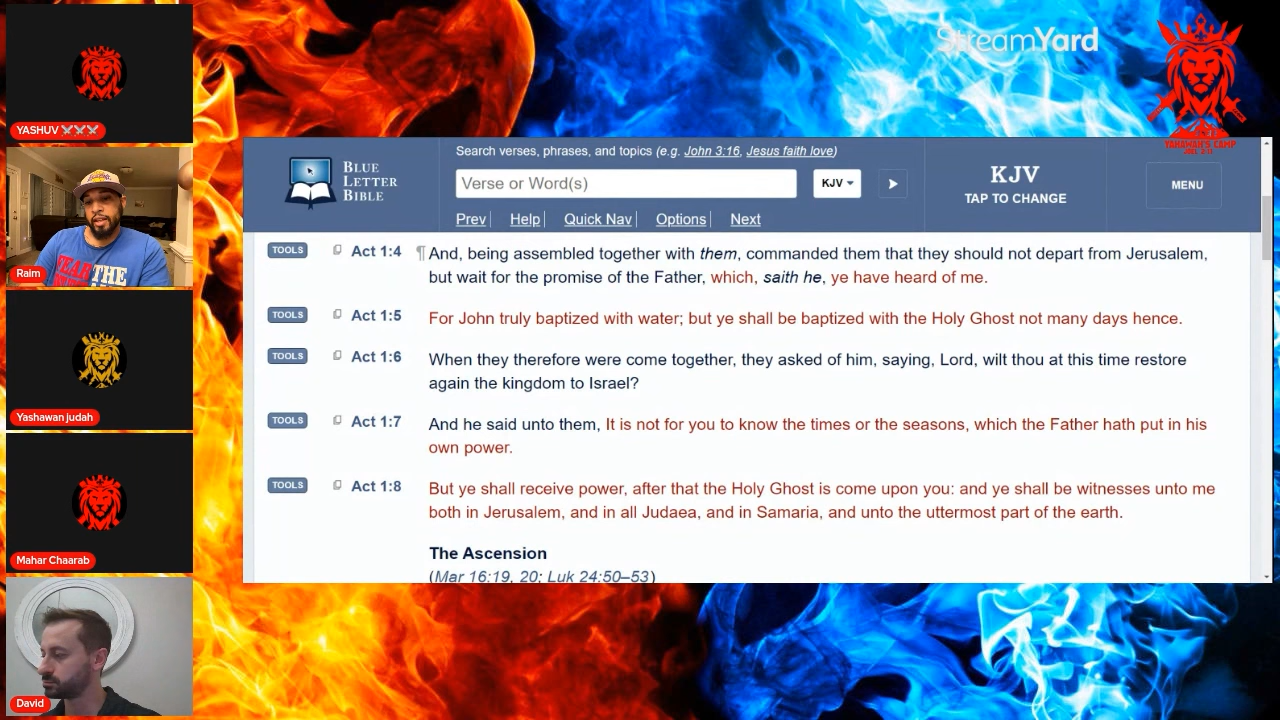 YASHUV ⚔⚔⚔
Raim
FEAR THE
Yashawan judah
Mahar Chaarab
David
StreamYard
YAHAWAH'S CAMP
BLUE
LETTER
BIBLE
Search verses, phrases, and topics (e.g. John 3:16, Jesus faith love)
Verse or Word(s)
KJV
Prev | Help | Quick Nav | Options | Next
KJV
TAP TO CHANGE
MENU
TOOLS Act 1:4 ¶And, being assembled together with them, commanded them that they should not depart from Jerusalem,
but wait for the promise of the Father, which, saith he, ye have heard of me.
TOOLS Act 1:5 For John truly baptized with water; but ye shall be baptized with the Holy Ghost not many days hence.
TOOLS Act 1:6 When they therefore were come together, they asked of him, saying, Lord, wilt thou at this time restore
again the kingdom to Israel?
TOOLS Act 1:7 And he said unto them, It is not for you to know the times or the seasons, which the Father hath put in his
own power.
TOOLS Act 1:8 But ye shall receive power, after that the Holy Ghost is come upon you: and ye shall be witnesses unto me
both in Jerusalem, and in all Judaea, and in Samaria, and unto the uttermost part of the earth.
The Ascension
(Mar 16:19, 20; Luk 24:50–53)